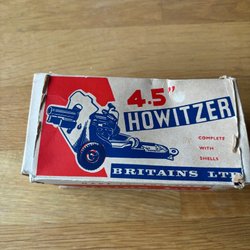 4.5"
HOWITZER
COMPLETE
WITH
SHELLS
BRITAINS LTD